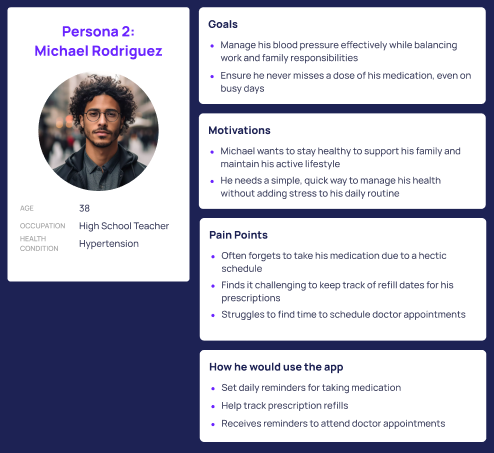 Persona 2:
Michael Rodriguez
AGE 38
OCCUPATION High School Teacher
HEALTH
CONDITION Hypertension
Goals
Manage his blood pressure effectively while balancing
work and family responsibilities
Ensure he never misses a dose of his medication, even on
busy days
Motivations
Michael wants to stay healthy to support his family and
maintain his active lifestyle
He needs a simple, quick way to manage his health
without adding stress to his daily routine
Pain Points
Often forgets to take his medication due to a hectic
schedule
Finds it challenging to keep track of refill dates for his
prescriptions
Struggles to find time to schedule doctor appointments
How he would use the app
Set daily reminders for taking medication
Help track prescription refills
Receives reminders to attend doctor appointments